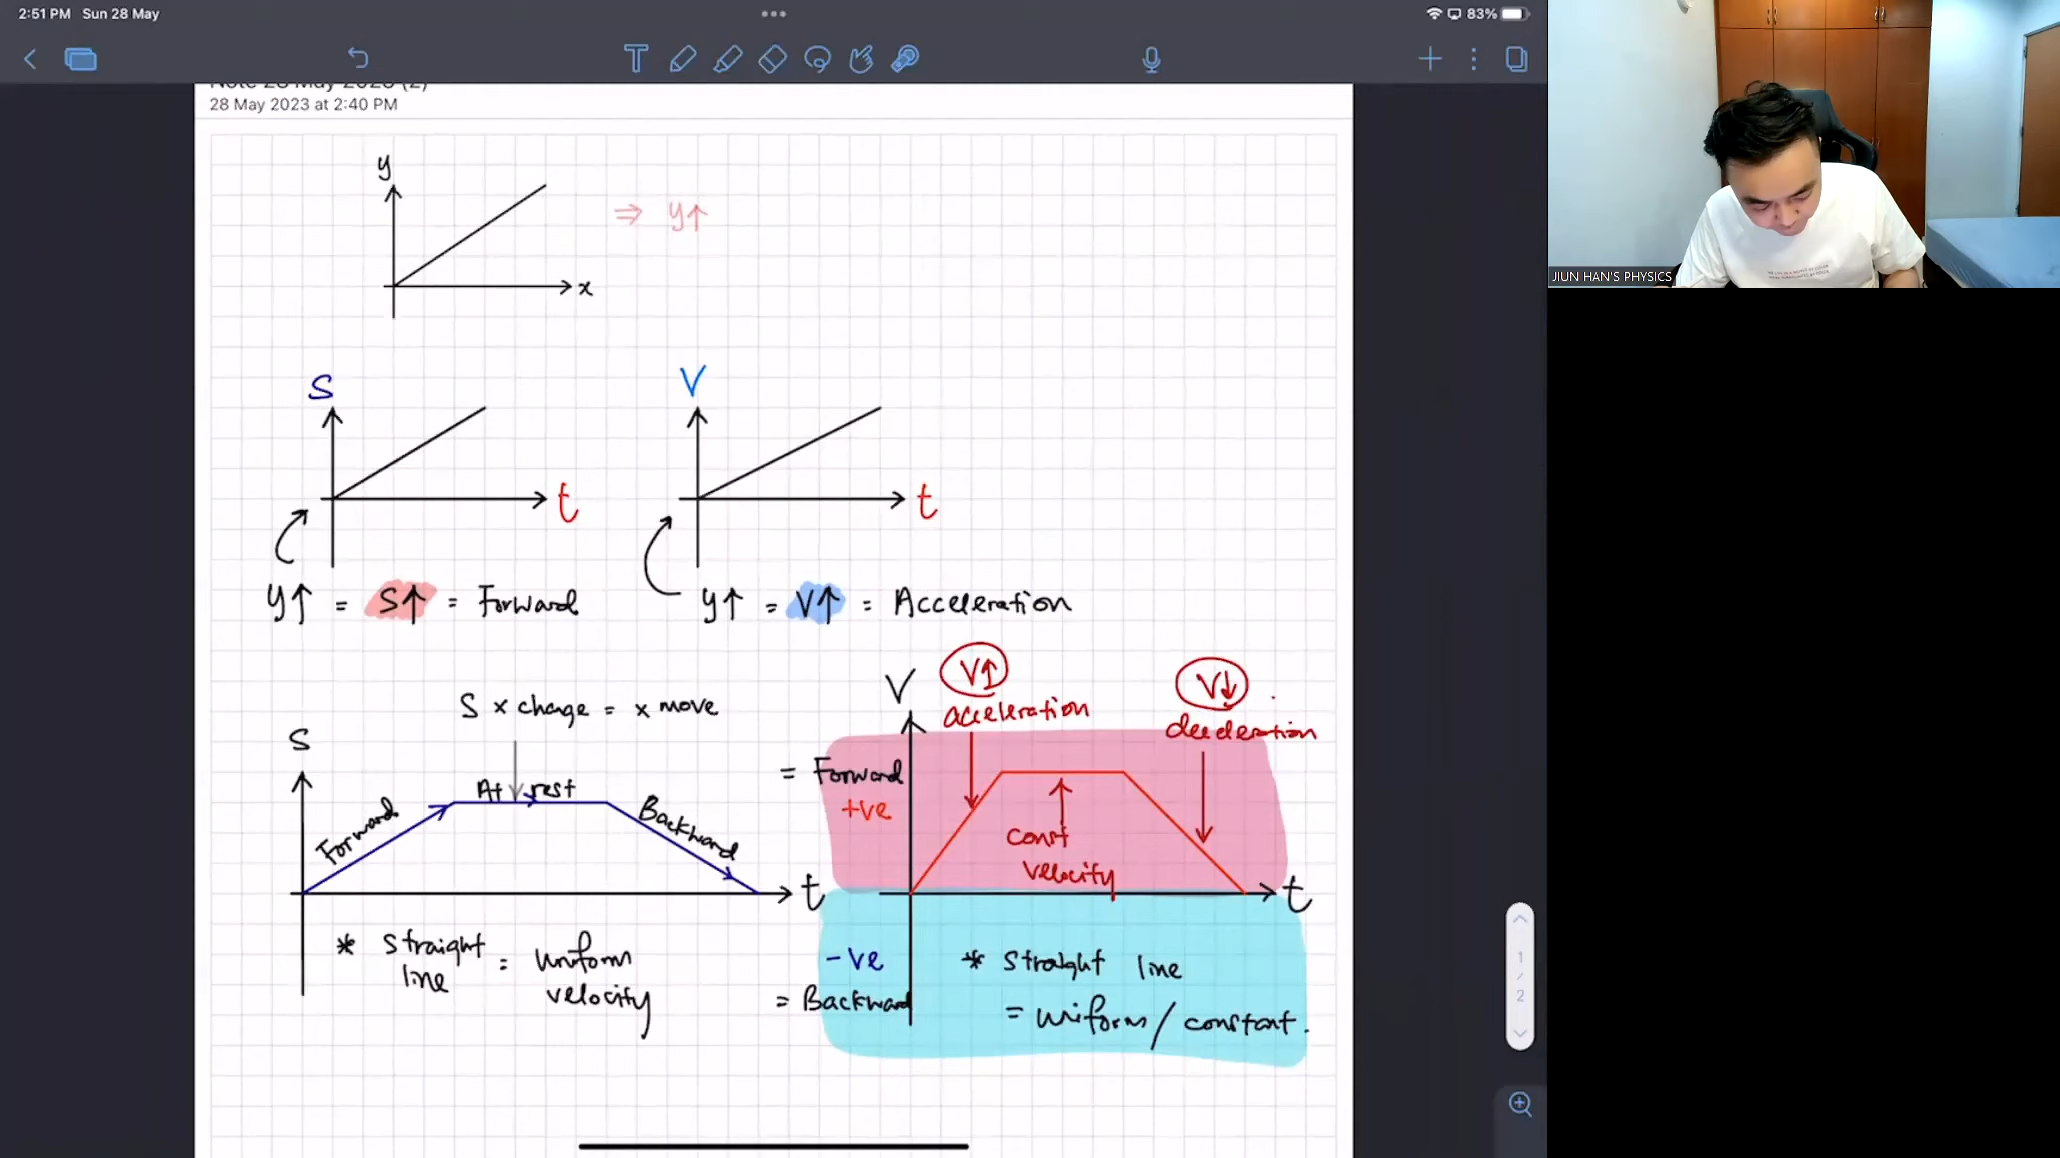 2:51 PM Sun 28 May
83%
28 May 2023 at 2:40 PM
JIUN HAN'S PHYSICS
y
⇒ y↑
x
S
V
t
t
y↑ = S↑ = Forward
y↑ = V↑ = Acceleration
S x change = x move
V
V↑
acceleration
V↓
S
= Forward
+ve
At rest
Forward
Backward
const
velocity
t
t
* straight
line
= uniform
velocity
-ve
= Backward
* straight line
= uniform / constant.
1
/
2